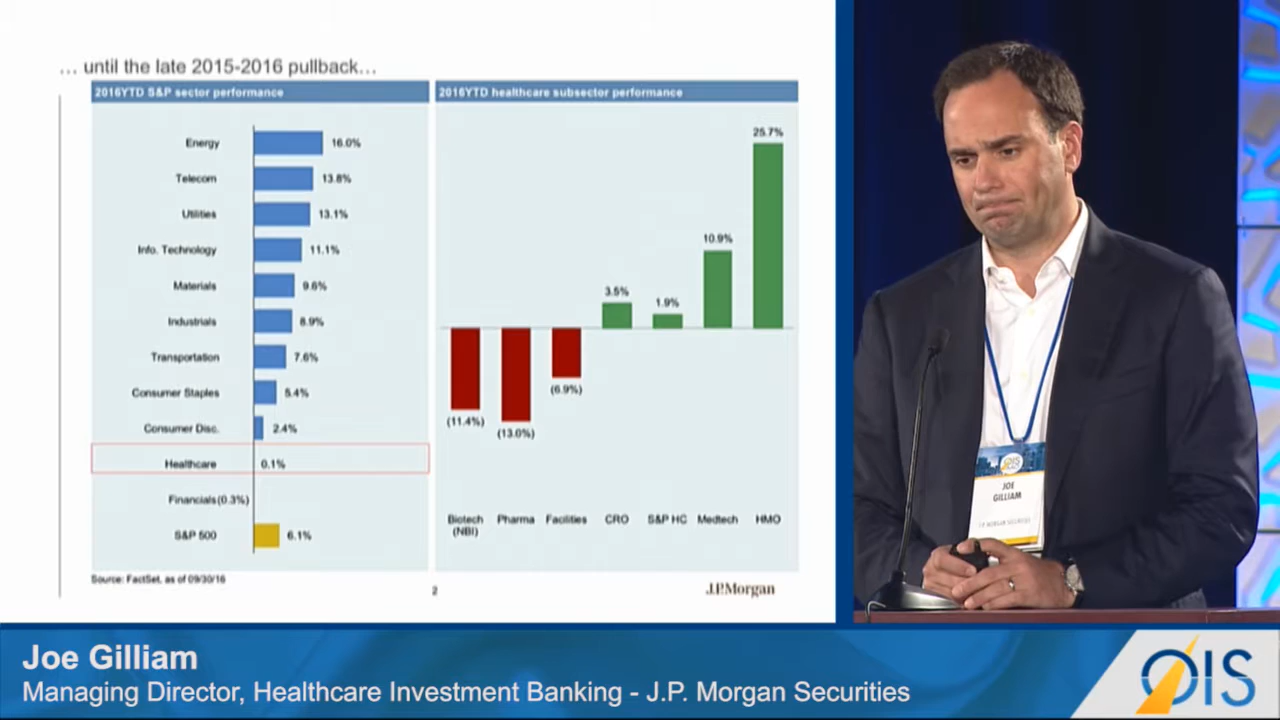 … until the late 2015-2016 pullback…
2016YTD S&P sector performance
Energy 16.0%
Telecom 13.8%
Utilities 13.1%
Info. Technology 11.1%
Materials 9.6%
Industrials 8.9%
Transportation 7.6%
Consumer Staples 5.4%
Consumer Disc. 2.4%
Healthcare 0.1%
Financials (0.3%)
S&P 500 6.1%
Source: FactSet, as of 09/30/16
2016YTD healthcare subsector performance
25.7%
10.9%
3.5%
1.9%
(6.9%)
(11.4%)
(13.0%)
Biotech Pharma Facilities CRO S&P HC Medtech HMO
(NBI)
2
J.P.Morgan
OIS
JOE
GILLIAM
J.P. MORGAN SECURITIES
Joe Gilliam
Managing Director, Healthcare Investment Banking - J.P. Morgan Securities
OIS